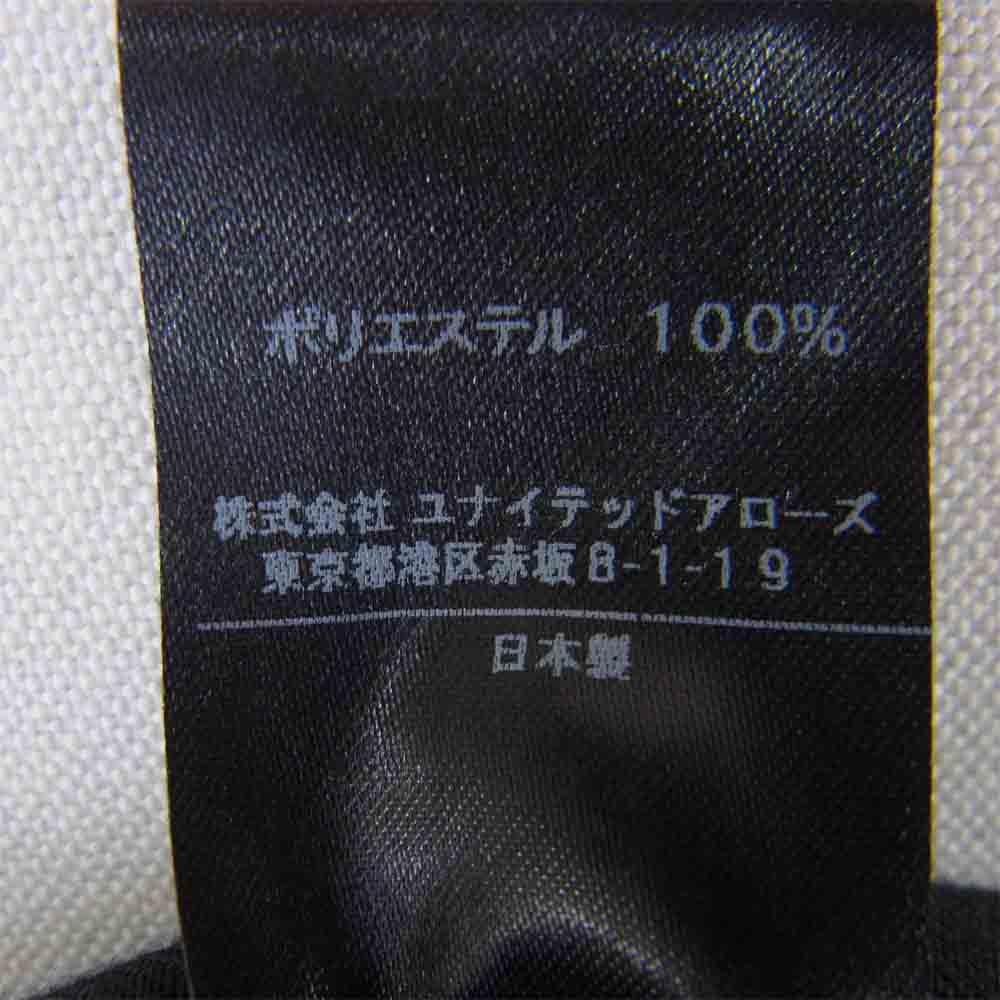 ポリエステル 100%
株式会社 ユナイテッドアローズ
東京都港区赤坂8-1-19
日本製